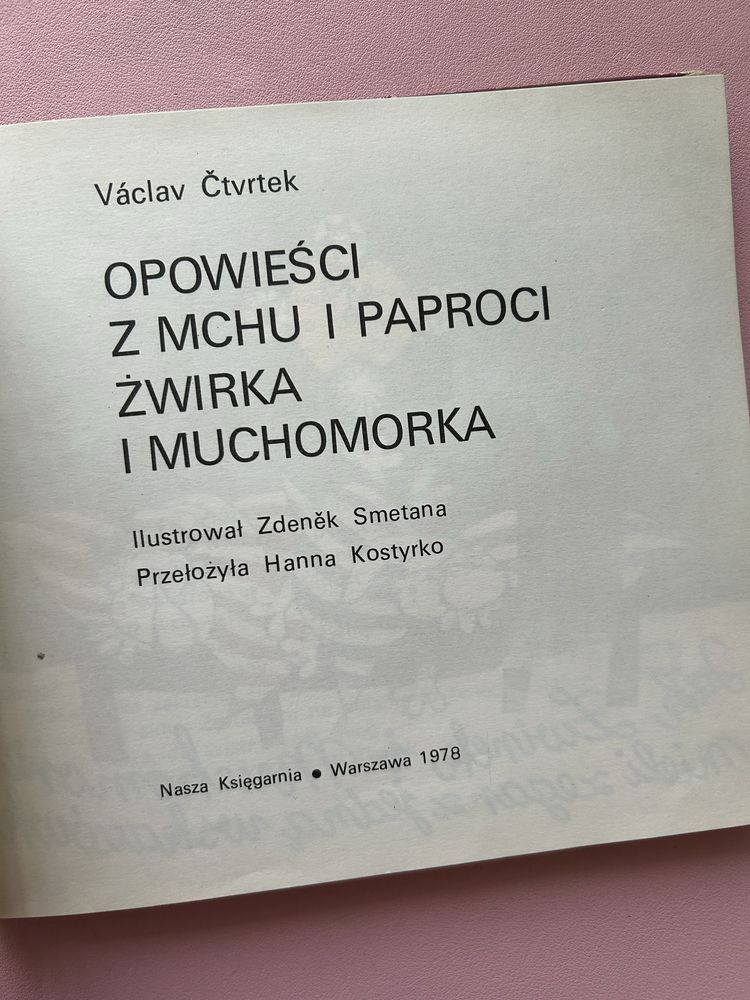 Václav Čtvrtek
OPOWIEŚCI
Z MCHU I PAPROCI
ŻWIRKA
I MUCHOMORKA
Ilustrował Zdeněk Smetana
Przełożyła Hanna Kostyrko
Nasza Księgarnia ● Warszawa 1978